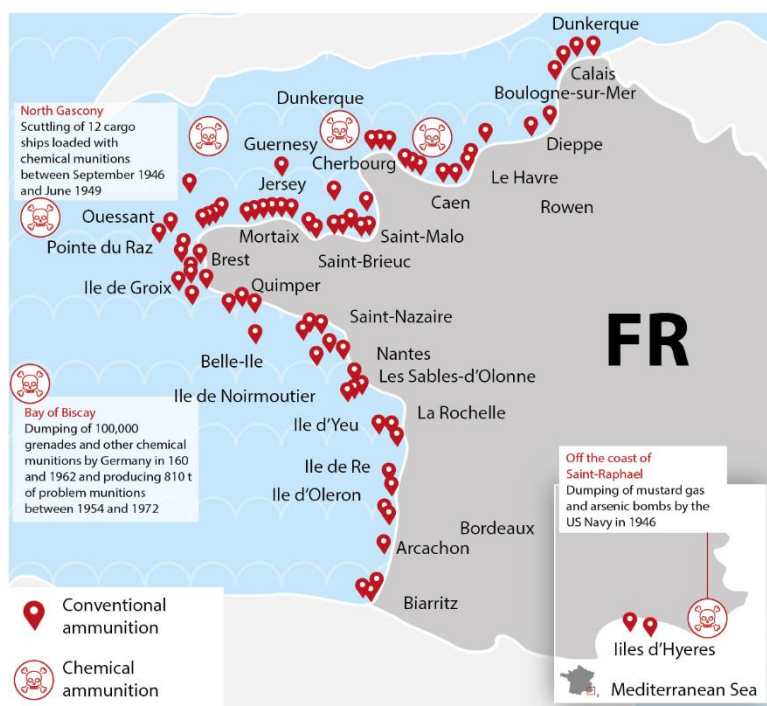 Dunkerque
Calais
Boulogne-sur-Mer
Dunkerque
North Gascony
Scuttling of 12 cargo
ships loaded with
chemical munitions
between September 1946
and June 1949
Guernesy
Cherbourg
Dieppe
Jersey
Le Havre
Caen
Rowen
Ouessant
Mortaix
Saint-Malo
Pointe du Raz
Brest
Saint-Brieuc
Ile de Groix
Quimper
Saint-Nazaire
FR
Belle-Ile
Nantes
Les Sables-d'Olonne
Ile de Noirmoutier
La Rochelle
Bay of Biscay
Dumping of 100,000
grenades and other chemical
munitions by Germany in 160
and 1962 and producing 810 t
of problem munitions
between 1954 and 1972
Ile d'Yeu
Ile de Re
Ile d'Oleron
Off the coast of
Saint-Raphael
Dumping of mustard gas
and arsenic bombs by the
US Navy in 1946
Bordeaux
Arcachon
Biarritz
Conventional
ammunition
Chemical
ammunition
Iiles d'Hyeres
Mediterranean Sea